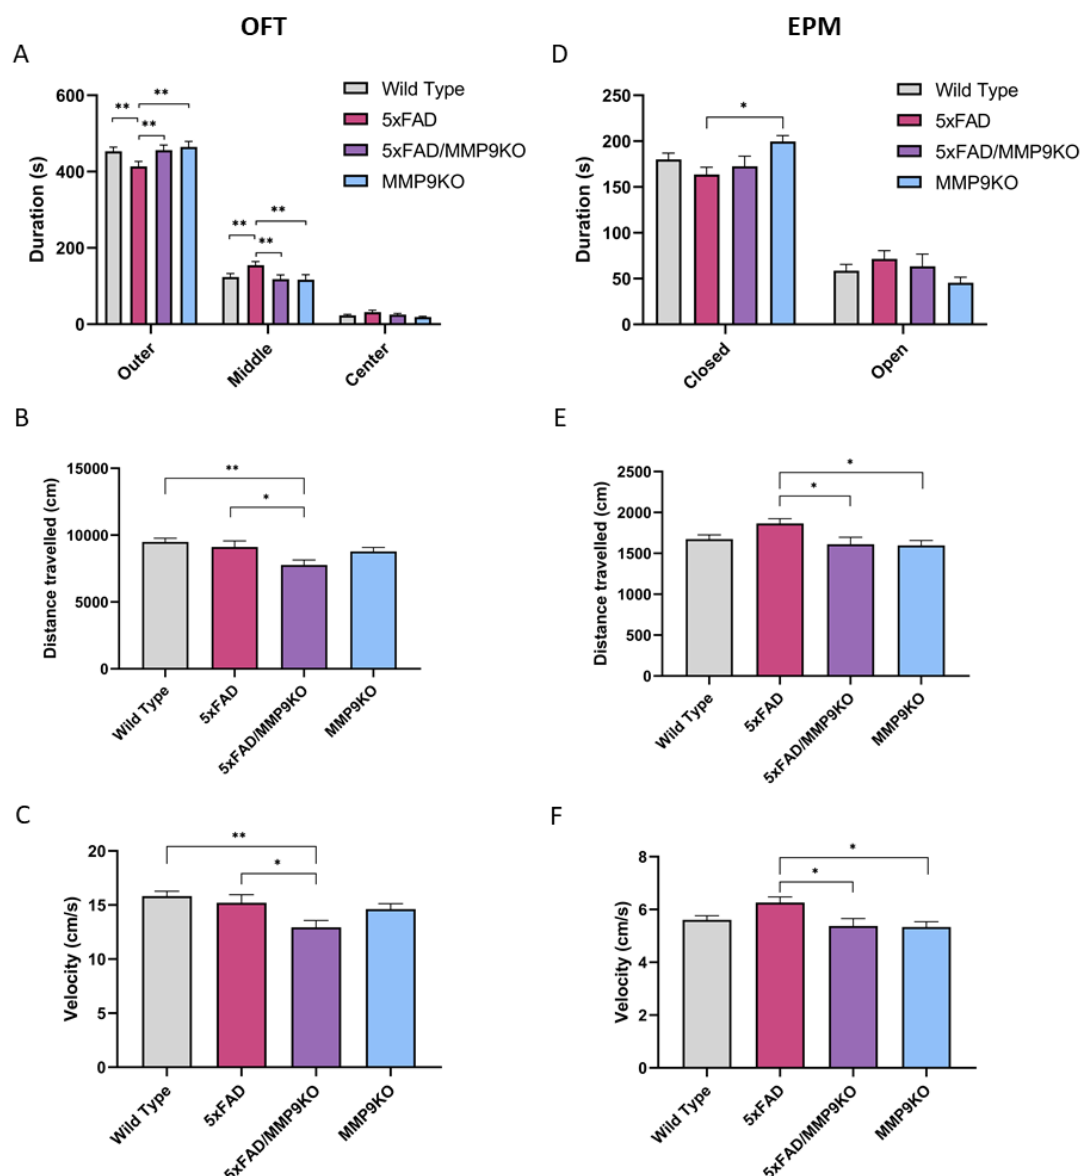 OFT
A
Wild Type
5xFAD
5xFAD/MMP9KO
MMP9KO
Duration (s)
600
400
200
0
** ** **
** ** **
Outer Middle Center
B
Distance travelled (cm)
15000
10000
5000
0
**
*
Wild Type 5xFAD 5xFAD/MMP9KO MMP9KO
C
Velocity (cm/s)
20
15
10
5
0
**
*
Wild Type 5xFAD 5xFAD/MMP9KO MMP9KO
EPM
D
Wild Type
5xFAD
5xFAD/MMP9KO
MMP9KO
Duration (s)
250
200
150
100
50
0
*
Closed Open
E
Distance travelled (cm)
2500
2000
1500
1000
500
0
*
*
Wild Type 5xFAD 5xFAD/MMP9KO MMP9KO
F
Velocity (cm/s)
8
6
4
2
0
*
*
Wild Type 5xFAD 5xFAD/MMP9KO MMP9KO